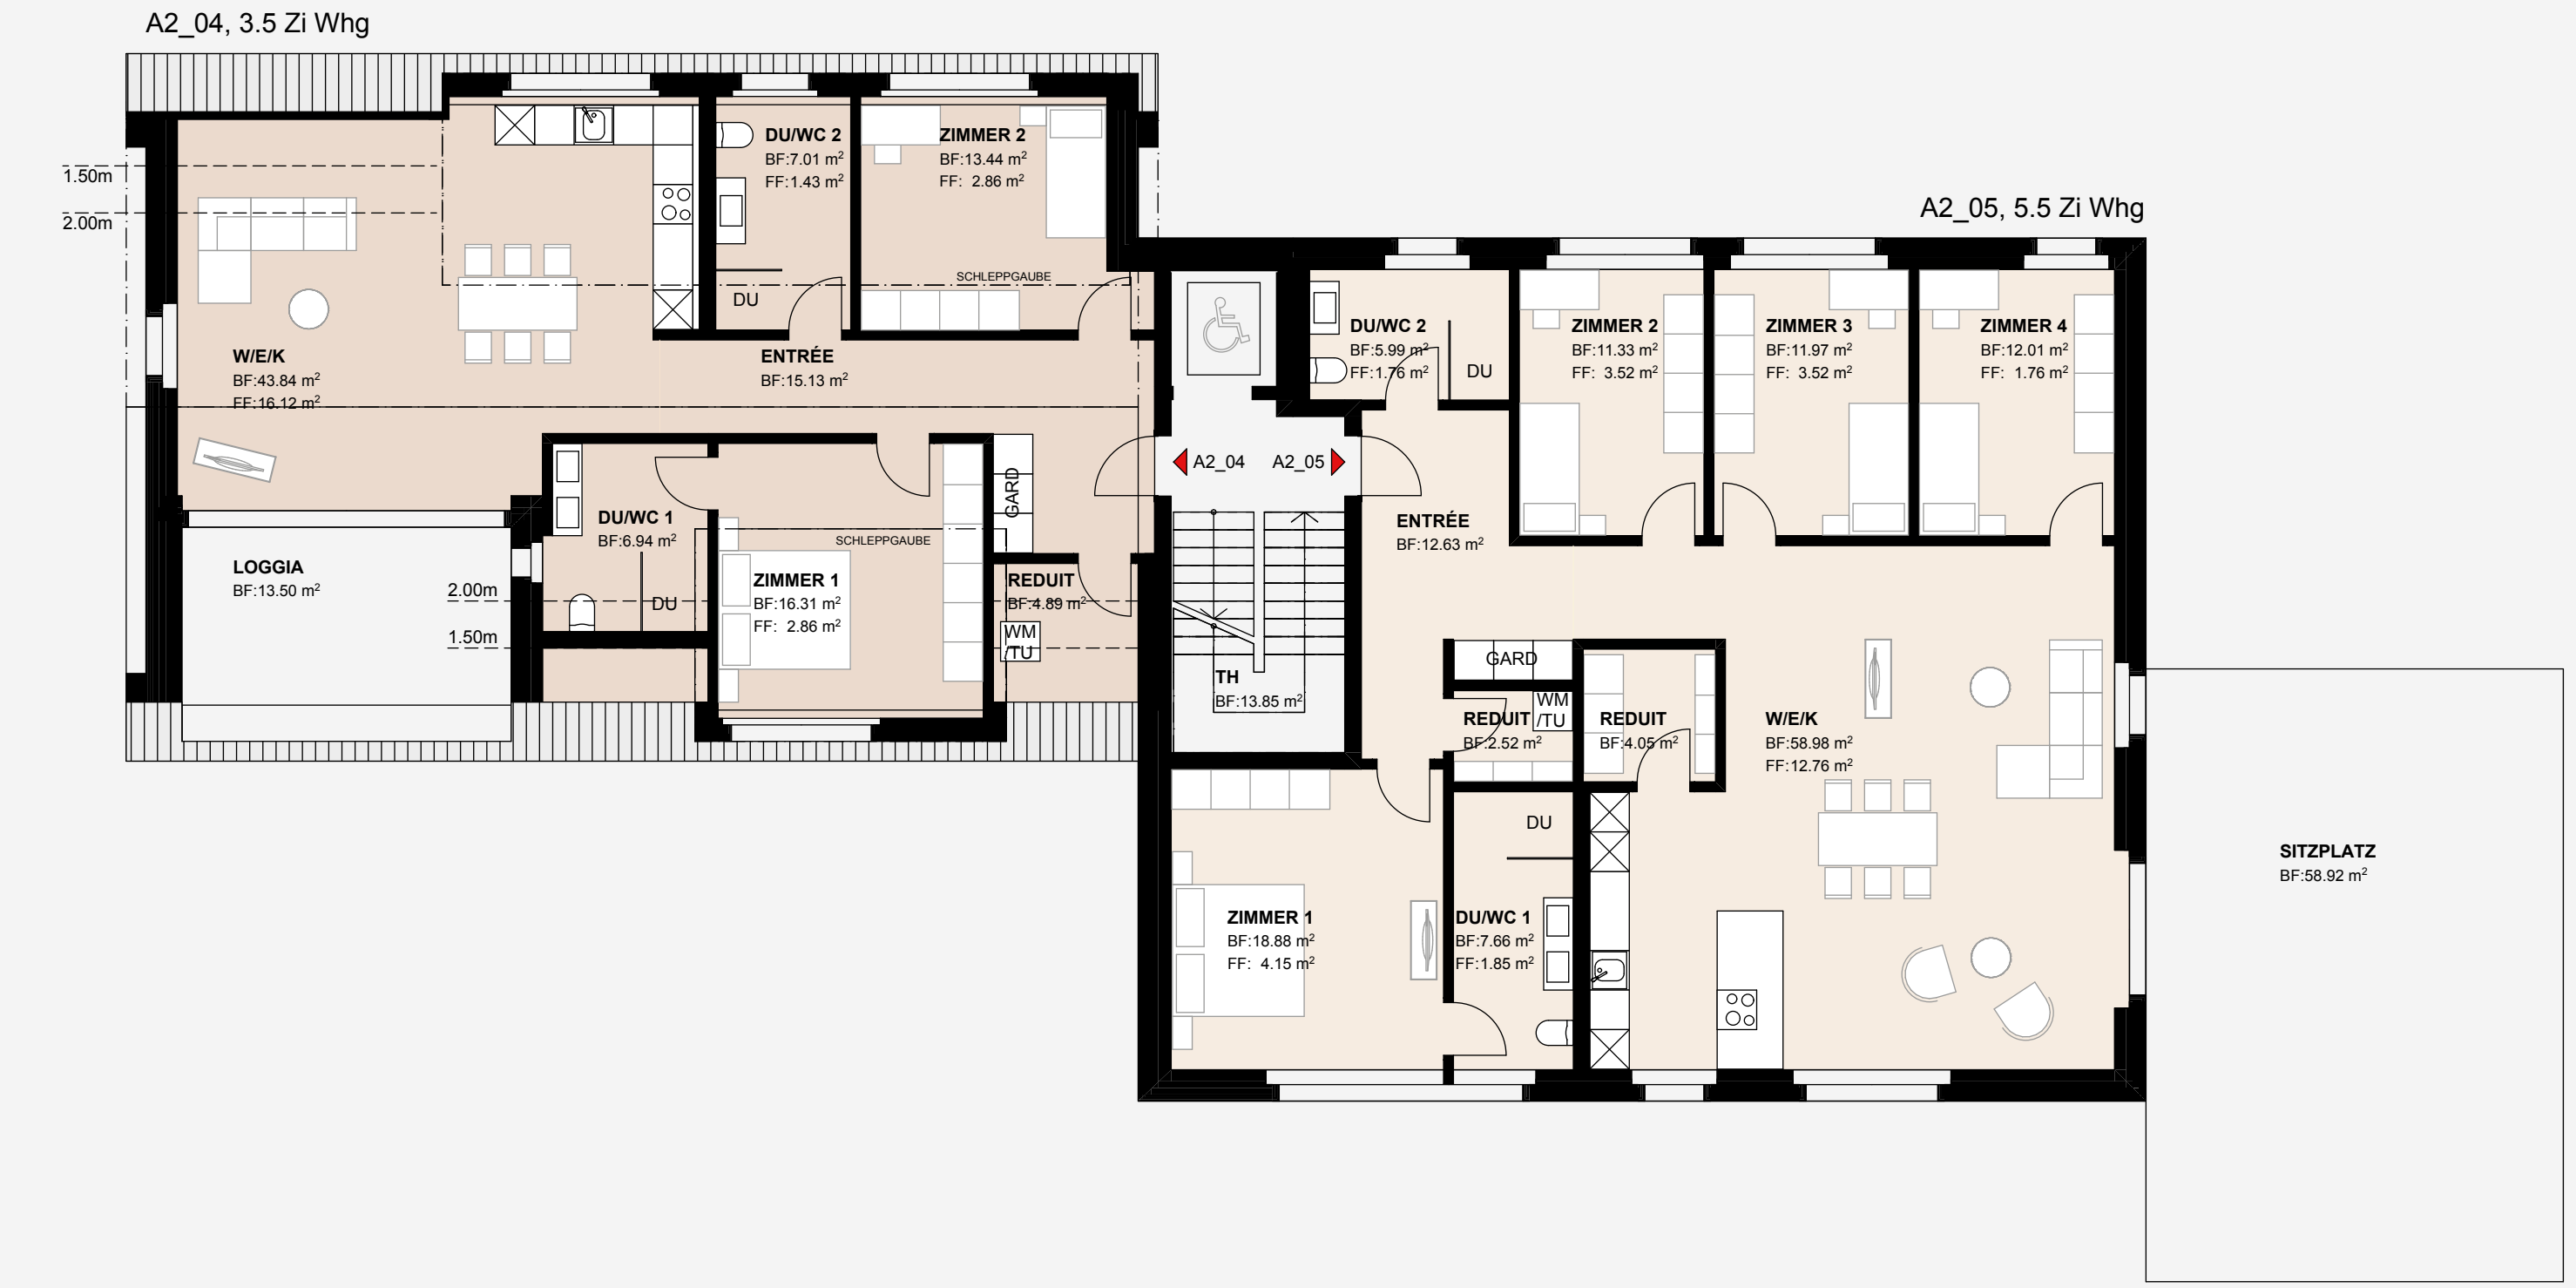 A2_04, 3.5 Zi Whg
DU/WC 2
BF:7.01 m²
FF:1.43 m²
ZIMMER 2
BF:13.44 m²
FF: 2.86 m²
1.50m
2.00m
SCHLEPPGAUBE
DU
W/E/K
BF:43.84 m²
FF:16.12 m²
ENTRÉE
BF:15.13 m²
GARD
DU/WC 1
BF:6.94 m²
DU
SCHLEPPGAUBE
LOGGIA
BF:13.50 m²
2.00m
1.50m
ZIMMER 1
BF:16.31 m²
FF: 2.86 m²
REDUIT
BF:4.89 m²
WM
/TU
A2_04
A2_05
TH
BF:13.85 m²
A2_05, 5.5 Zi Whg
DU/WC 2
BF:5.99 m²
FF:1.76 m²
DU
ZIMMER 2
BF:11.33 m²
FF: 3.52 m²
ZIMMER 3
BF:11.97 m²
FF: 3.52 m²
ZIMMER 4
BF:12.01 m²
FF: 1.76 m²
ENTRÉE
BF:12.63 m²
GARD
REDUIT
BF:2.52 m²
WM
/TU
REDUIT
BF:4.05 m²
W/E/K
BF:58.98 m²
FF:12.76 m²
DU
ZIMMER 1
BF:18.88 m²
FF: 4.15 m²
DU/WC 1
BF:7.66 m²
FF:1.85 m²
SITZPLATZ
BF:58.92 m²